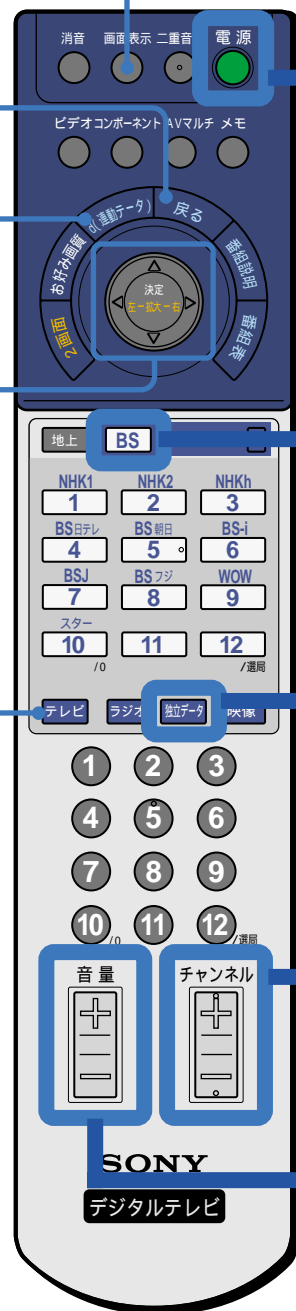 消音 画面表示 二重音 電源
ビデオ コンポーネント AVマルチ メモ
d(連動データ) 戻る
お好み画質 番組説明
2画面 番組表
決定
左－拡大－右
地上 BS
NHK1 NHK2 NHKh
1 2 3
BS日テレ BS朝日 BS-i
4 5 6
BSJ BSフジ WOW
7 8 9
スター
10 11 12
/0 /選局
テレビ ラジオ 独立データ 映像
1 2 3
4 5 6
7 8 9
10 /0 11 12 /選局
音量 チャンネル
＋ ＋
－ －
SONY
デジタルテレビ